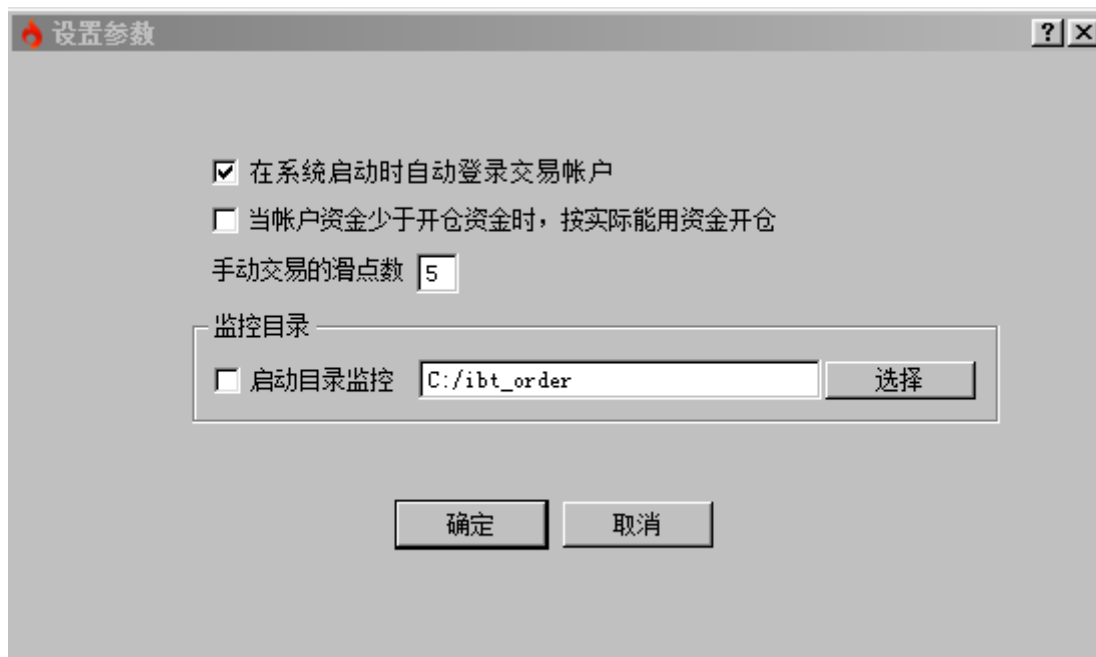 设置参数
在系统启动时自动登录交易帐户
当帐户资金少于开仓资金时，按实际能用资金开仓
手动交易的滑点数 5
监控目录
启动目录监控 C:/ibt_order 选择
确定 取消